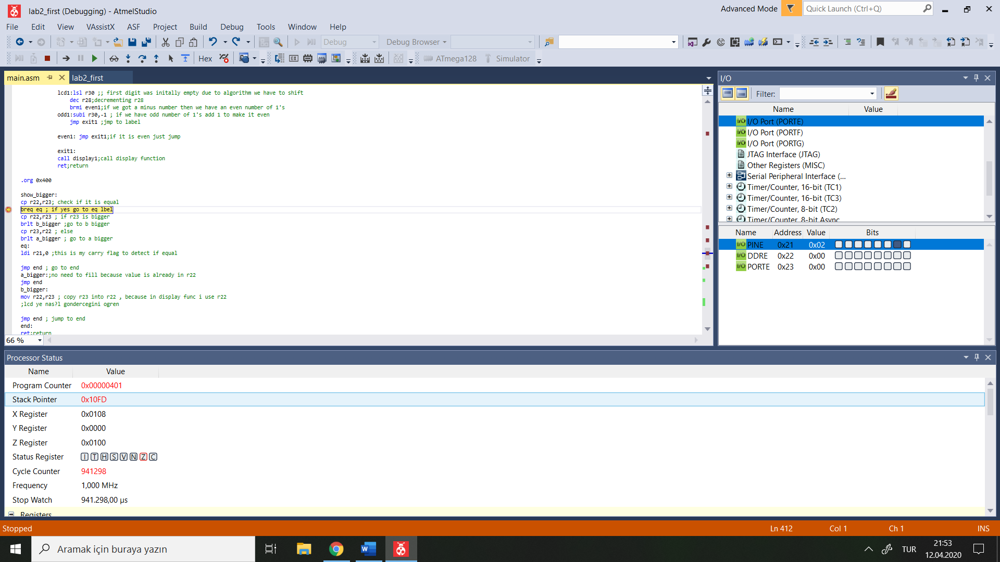 lab2_first (Debugging) - AtmelStudio
Advanced Mode
Quick Launch (Ctrl+Q)
File Edit View VAssistX ASF Project Build Debug Tools Window Help
Debug Debug Browser
Hex ATmega128 Simulator
main.asm lab2_first
lcd1:lsl r30 ;; first digit was initally empty due to algorithm we have to shift
dec r28;decrementing r28
brmi even1;if we got a minus number then we have an even number of 1's
odd1:subi r30,-1 ; if we have odd number of 1's add 1 to make it even
jmp exit1 ;jmp to label
even1: jmp exit1;if it is even just jump
exit1:
call display1;call display function
ret;return
.org 0x400
show_bigger:
cp r22,r23; check if it is equal
breq eq ; if yes go to eq lbel
cp r22,r23 ; if r23 is bigger
brlt b_bigger ;go to b bigger
cp r23,r22 ; else
brlt a_bigger ; go to a bigger
eq:
ldi r21,0 ;this is my carry flag to detect if equal
jmp end ; go to end
a_bigger:;no need to fill because value is already in r22
jmp end
b_bigger:
mov r22,r23 ; copy r23 into r22 , because in display func i use r22
;lcd ye nas?l gondercegini ogren
jmp end ; jump to end
end:
ret;return
66 %
I/O
Filter:
Name Value
I/O Port (PORTE)
I/O Port (PORTF)
I/O Port (PORTG)
JTAG Interface (JTAG)
Other Registers (MISC)
Serial Peripheral Interface (...
Timer/Counter, 16-bit (TC1)
Timer/Counter, 16-bit (TC3)
Timer/Counter, 8-bit (TC2)
Timer/Counter, 8-bit Async
Name Address Value Bits
I/O PINE 0x21 0x02
I/O DDRE 0x22 0x00
I/O PORTE 0x23 0x00
Processor Status
Name Value
Program Counter 0x00000401
Stack Pointer 0x10FD
X Register 0x0108
Y Register 0x0000
Z Register 0x0100
Status Register I T H S V N Z C
Cycle Counter 941298
Frequency 1,000 MHz
Stop Watch 941.298,00 µs
Registers
Stopped Ln 412 Col 1 Ch 1 INS
Aramak için buraya yazın
TUR
21:53
12.04.2020